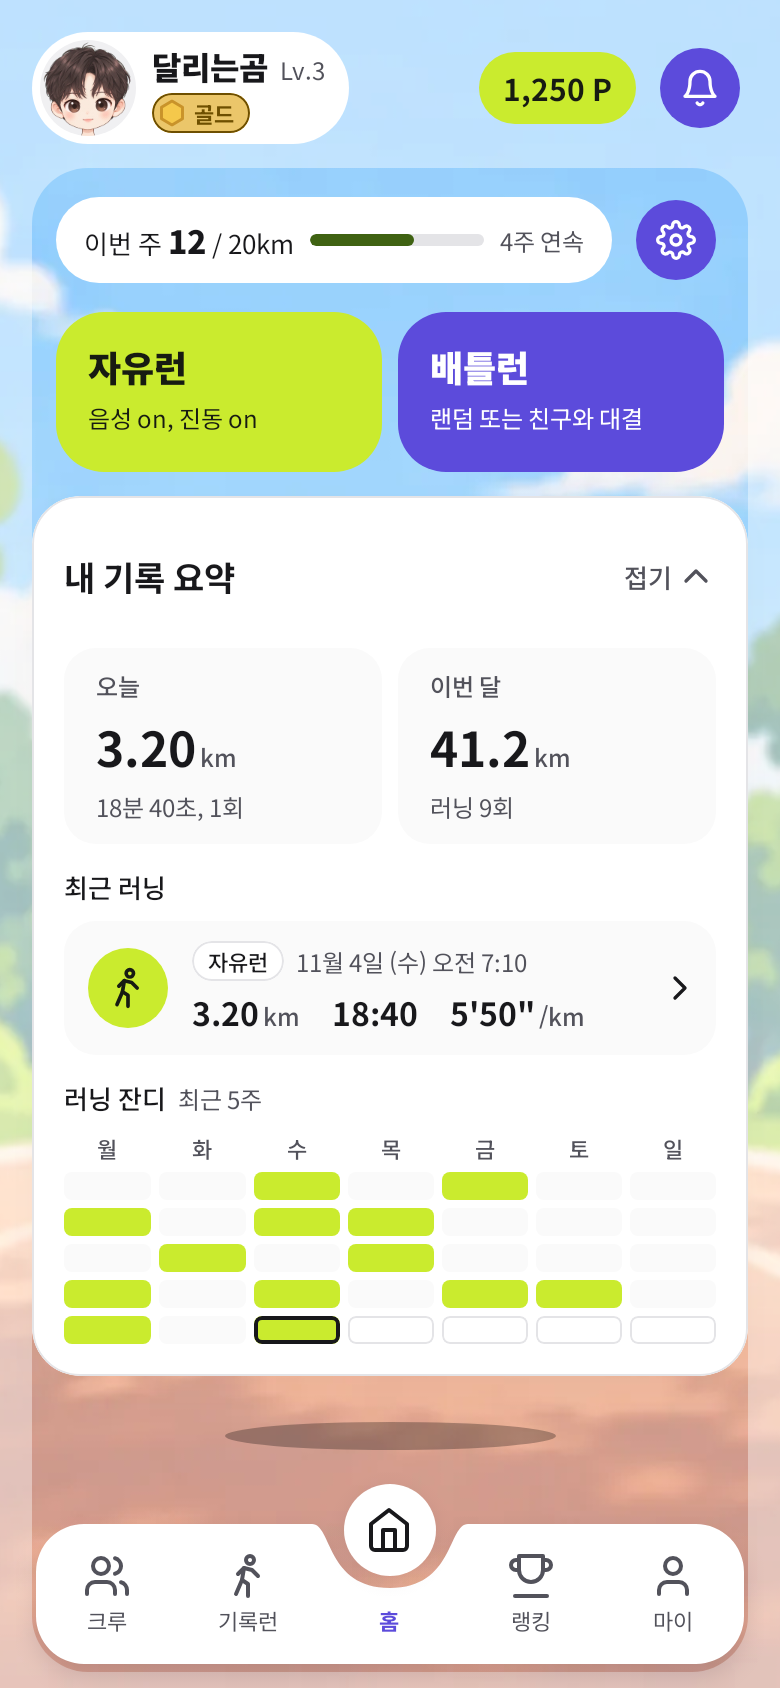 달리는곰 Lv.3
골드
1,250 P
이번 주 12 / 20km 4주 연속
자유런
음성 on, 진동 on
배틀런
랜덤 또는 친구와 대결
내 기록 요약 접기
오늘
3.20 km
18분 40초, 1회
이번 달
41.2 km
러닝 9회
최근 러닝
자유런 11월 4일 (수) 오전 7:10
3.20 km 18:40 5'50" /km
러닝 잔디 최근 5주
월 화 수 목 금 토 일
크루 기록런 홈 랭킹 마이